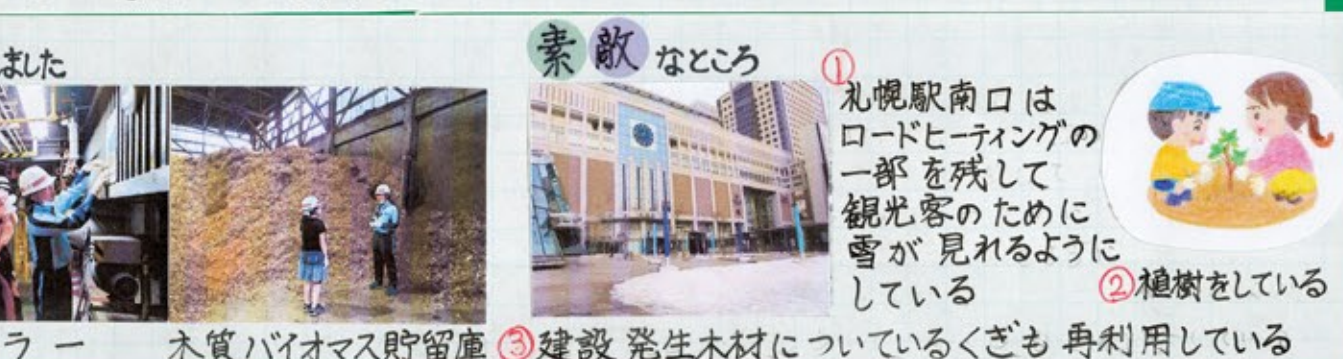 ました
素敵なところ
①
札幌駅南口は
ロードヒーティングの
一部を残して
観光客のために
雪が見れるように
している
②植樹をしている
ラー
木質バイオマス貯留庫
③建設発生木材についているくぎも再利用している